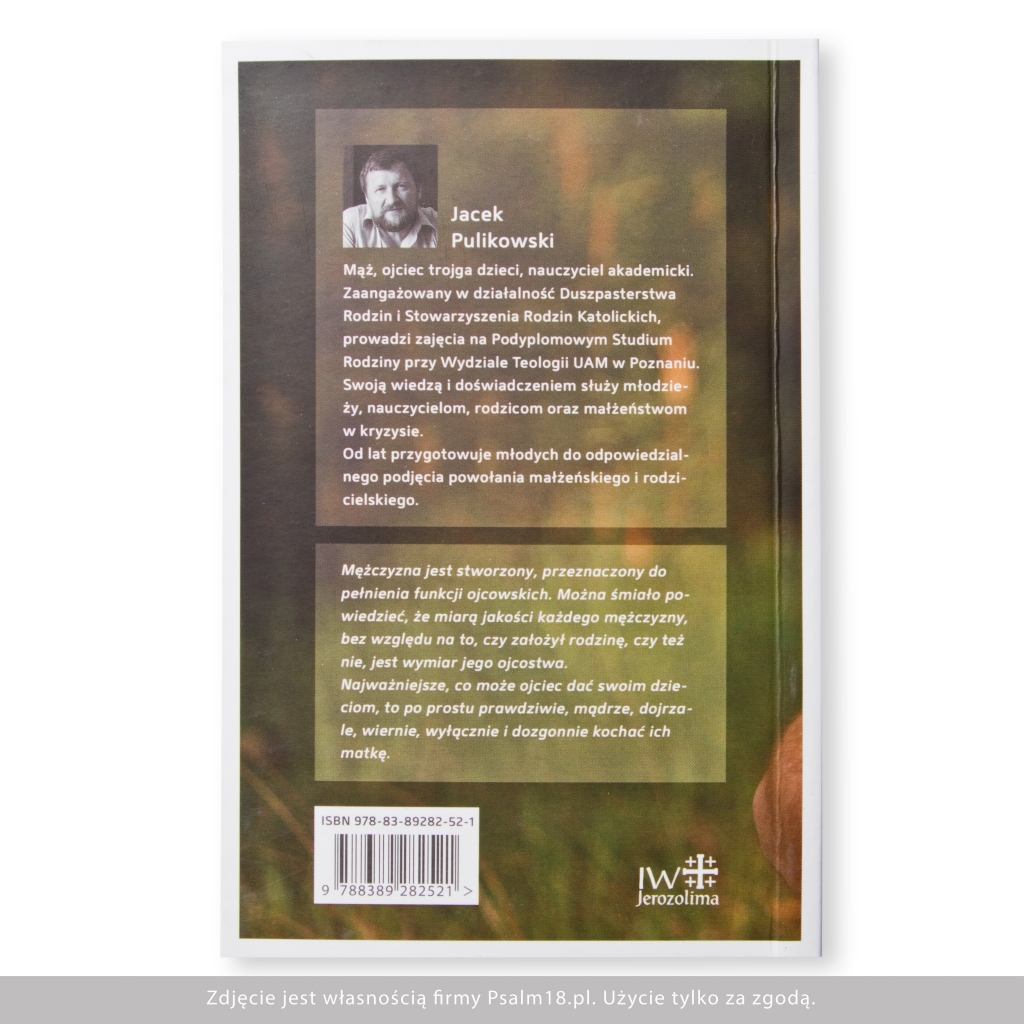 Jacek
Pulikowski
Mąż, ojciec trojga dzieci, nauczyciel akademicki.
Zaangażowany w działalność Duszpasterstwa
Rodzin i Stowarzyszenia Rodzin Katolickich,
prowadzi zajęcia na Podyplomowym Studium
Rodziny przy Wydziale Teologii UAM w Poznaniu.
Swoją wiedzą i doświadczeniem służy młodzie-
ży, nauczycielom, rodzicom oraz małżeństwom
w kryzysie.
Od lat przygotowuje młodych do odpowiedzial-
nego podjęcia powołania małżeńskiego i rodzi-
cielskiego.
Mężczyzna jest stworzony, przeznaczony do
pełnienia funkcji ojcowskich. Można śmiało po-
wiedzieć, że miarą jakości każdego mężczyzny,
bez względu na to, czy założył rodzinę, czy też
nie, jest wymiar jego ojcostwa.
Najważniejsze, co może ojciec dać swoim dzie-
ciom, to po prostu prawdziwie, mądrze, dojrza-
le, wiernie, wyłącznie i dozgonnie kochać ich
matkę.
ISBN 978-83-89282-52-1
9 788389 282521 >
IW
Jerozolima
Zdjęcie jest własnością firmy Psalm18.pl. Użycie tylko za zgodą.